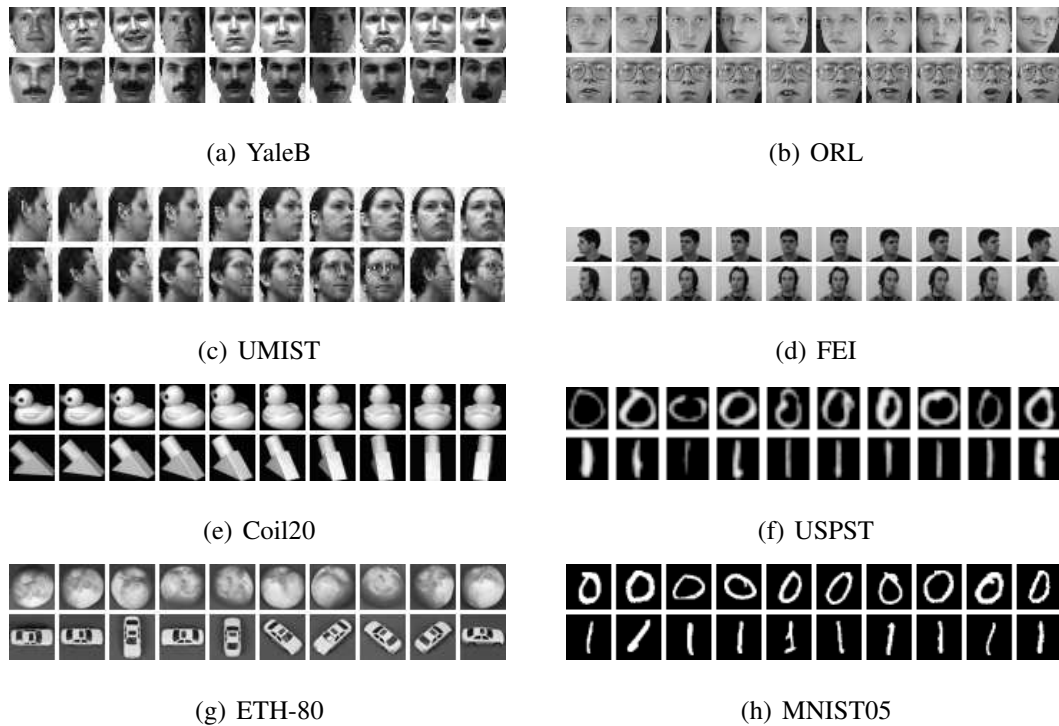 (a) YaleB
(b) ORL
(c) UMIST
(d) FEI
(e) Coil20
(f) USPST
(g) ETH-80
(h) MNIST05